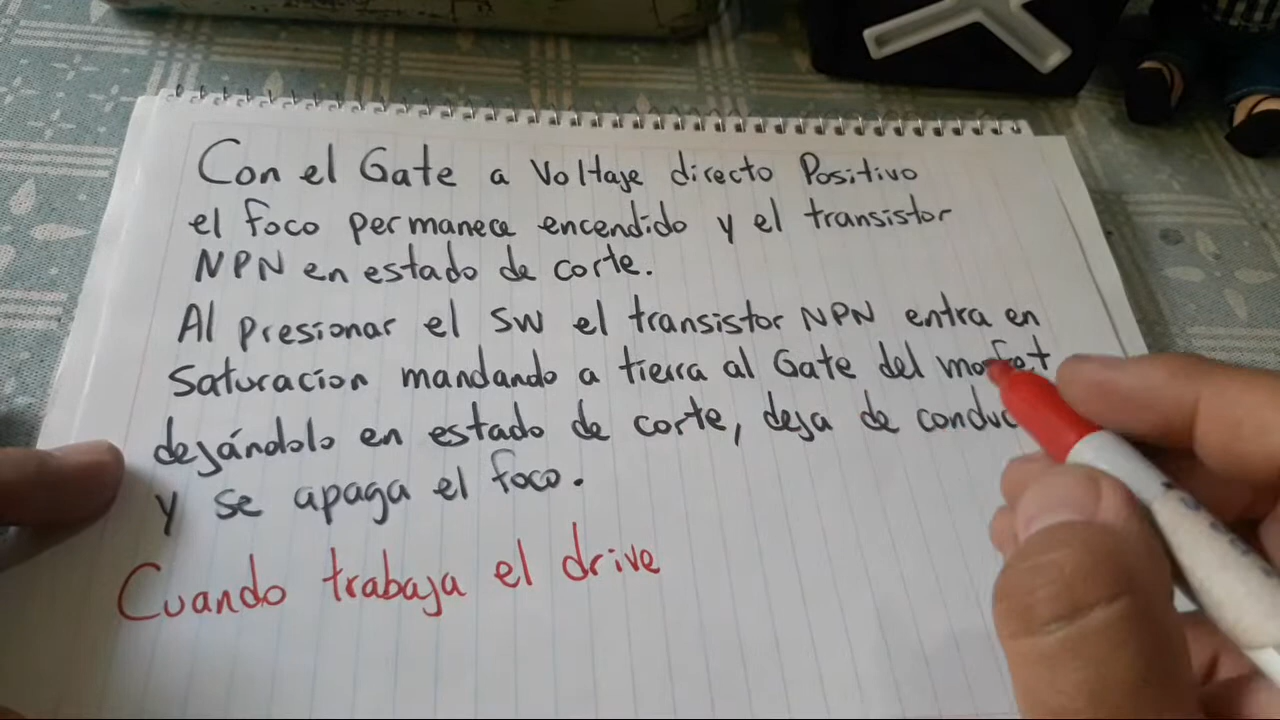 Con el Gate a Voltaje directo Positivo
el foco permanece encendido y el transistor
NPN en estado de corte.
Al presionar el SW el transistor NPN entra en
Saturacion mandando a tierra al Gate del mosfet
dejándolo en estado de corte, deja de conduc
y se apaga el foco.
Cuando trabaja el drive